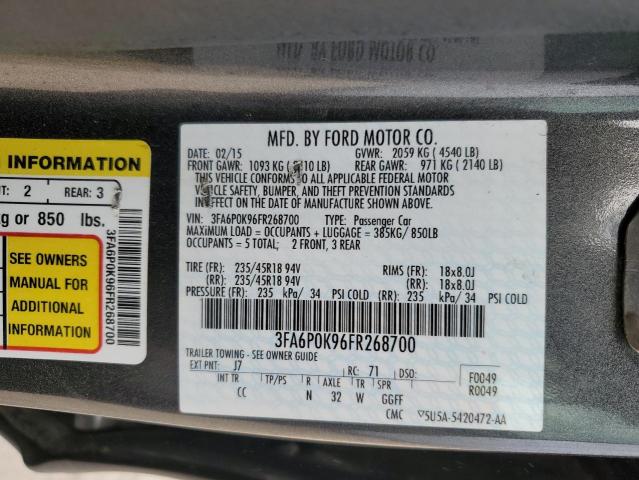 MFD. BY FORD MOTOR CO.
DATE: 02/15 GVWR: 2059 KG ( 4540 LB)
FRONT GAWR: 1093 KG 10 LB) REAR GAWR: 971 KG ( 2140 LB)
THIS VEHICLE CONFORMS TO ALL APPLICABLE FEDERAL MOTOR
VEHICLE SAFETY, BUMPER, AND THEFT PREVENTION STANDARDS
IN EFFECT ON THE DATE OF MANUFACTURE SHOWN ABOVE.
VIN: 3FA6P0K96FR268700 TYPE: Passenger Car
MAXIMUM LOAD = OCCUPANTS + LUGGAGE = 385KG/ 850LB
OCCUPANTS = 5 TOTAL; 2 FRONT, 3 REAR
TIRE (FR): 235/45R18 94V RIMS (FR): 18x8.0J
(RR): 235/45R18 94V (RR): 18x8.0J
PRESSURE (FR): 235 kPa/ 34 PSI COLD (RR): 235 kPa/ 34 PSI COLD
3FA6P0K96FR268700
TRAILER TOWING - SEE OWNER GUIDE
EXT PNT: J7 RC: 71 DSO: F0049
R0049
INT TR TP/PS R AXLE TR SPR
CC N 32 W GGFF
CMC 5U5A-5420472-AA
INFORMATION
2 REAR: 3
kg or 850 lbs.
SEE OWNERS
MANUAL FOR
ADDITIONAL
INFORMATION
3FA6P0K96FR268700